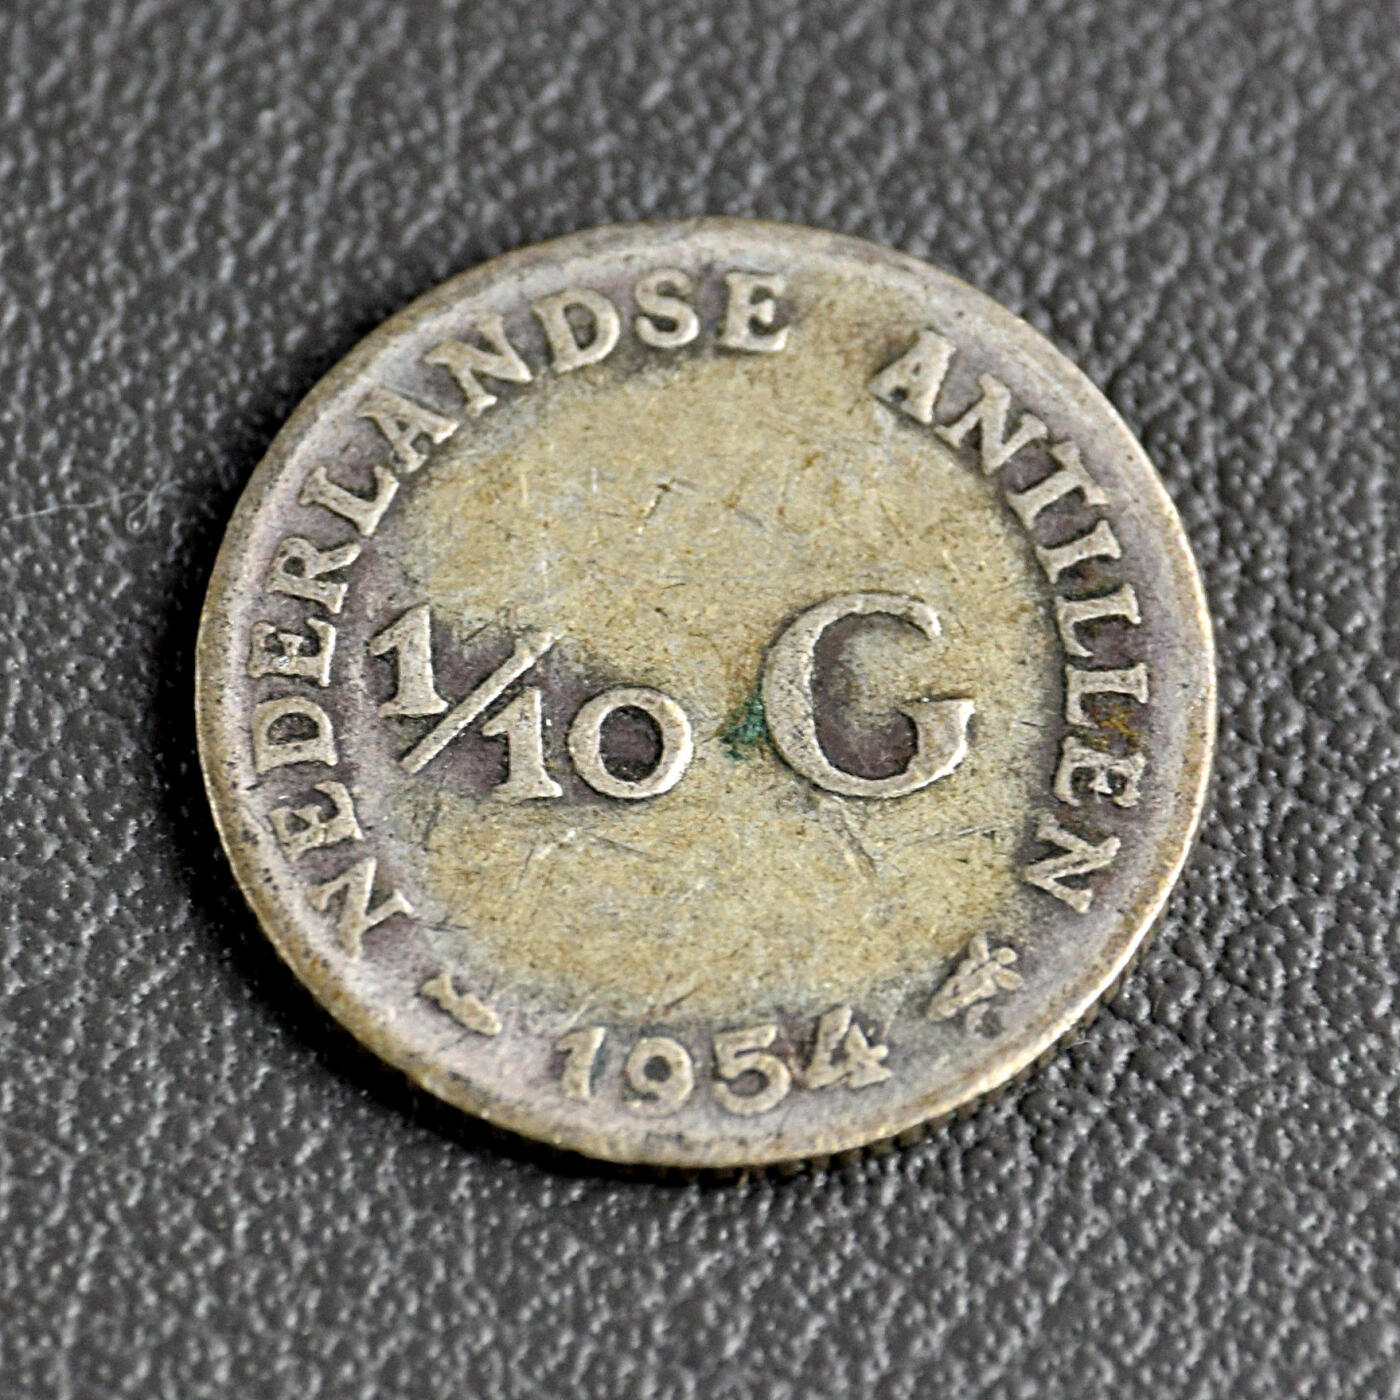 NEDERLANDSE ANTILLEN
1/10 G
1954